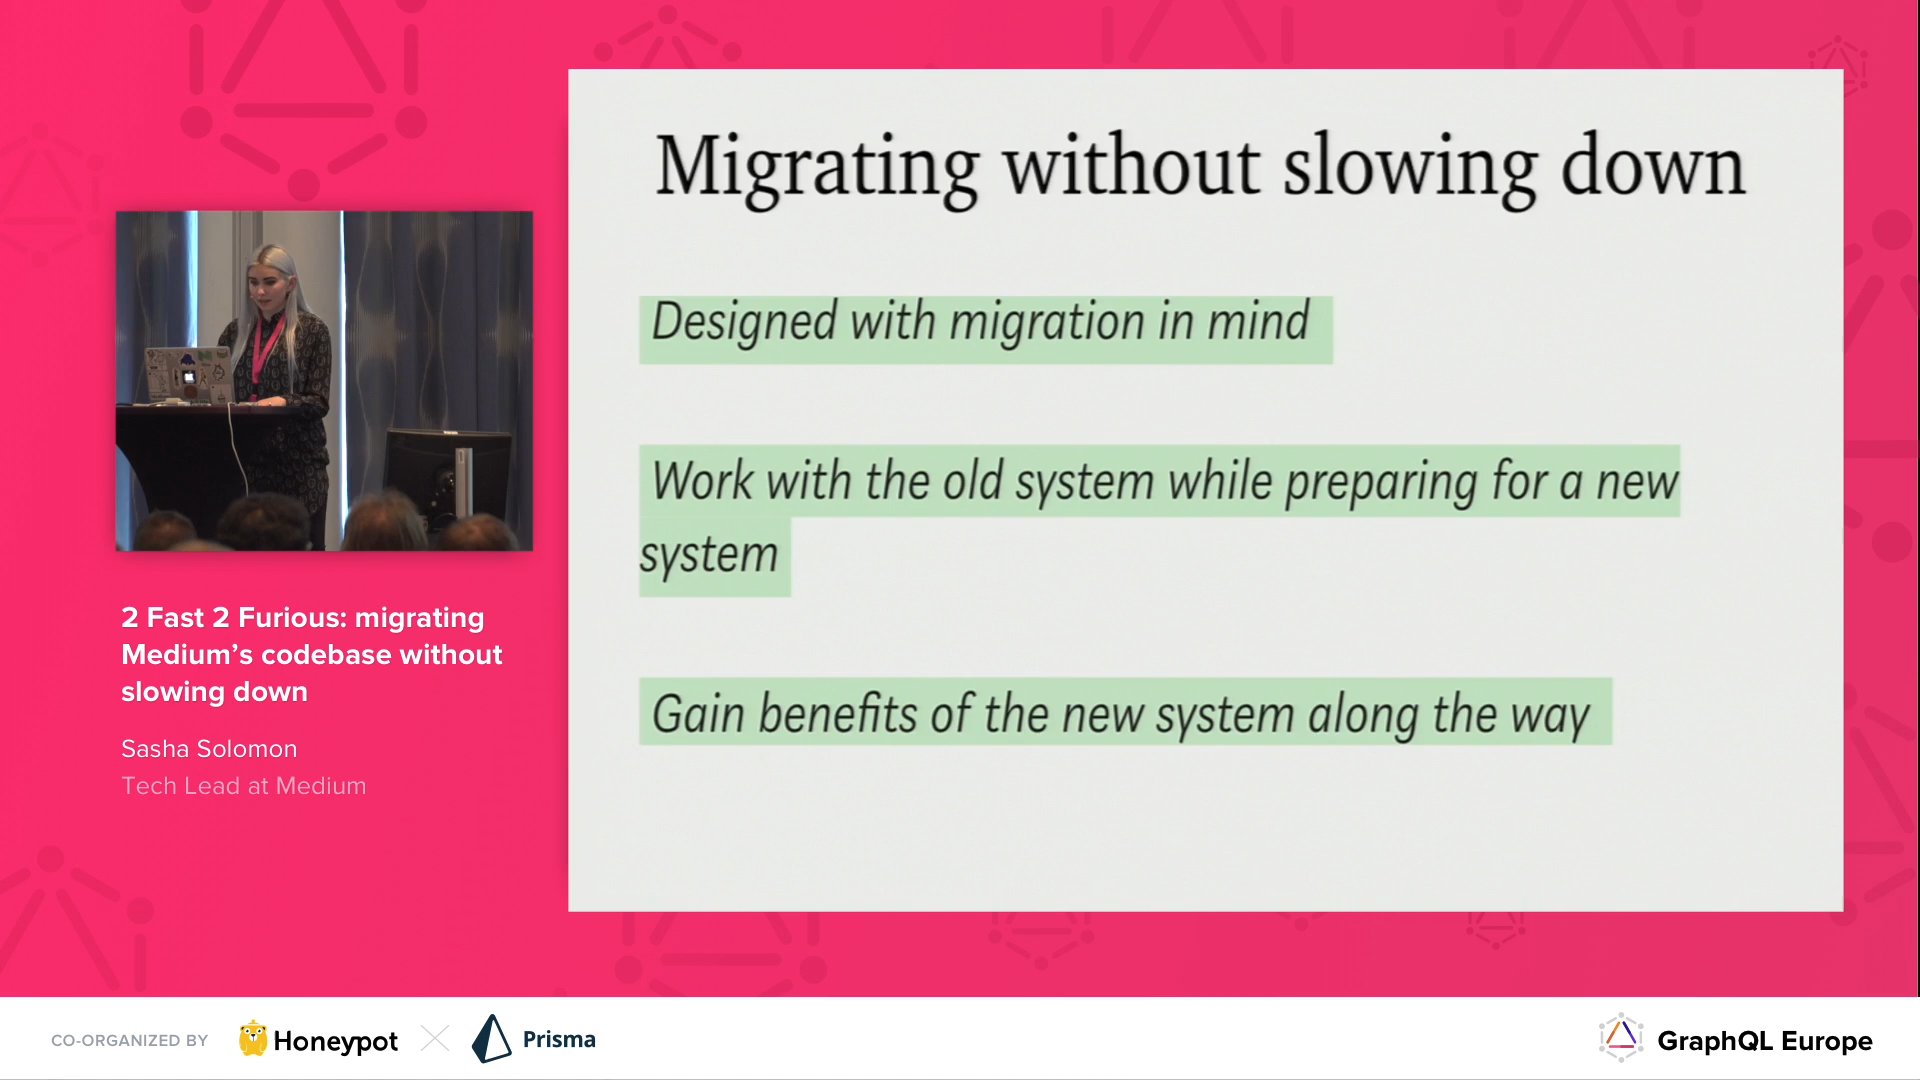 Migrating without slowing down
Designed with migration in mind
Work with the old system while preparing for a new
system
Gain benefits of the new system along the way
2 Fast 2 Furious: migrating
Medium’s codebase without
slowing down
Sasha Solomon
Tech Lead at Medium
CO-ORGANIZED BY
Honeypot
Prisma
GraphQL Europe